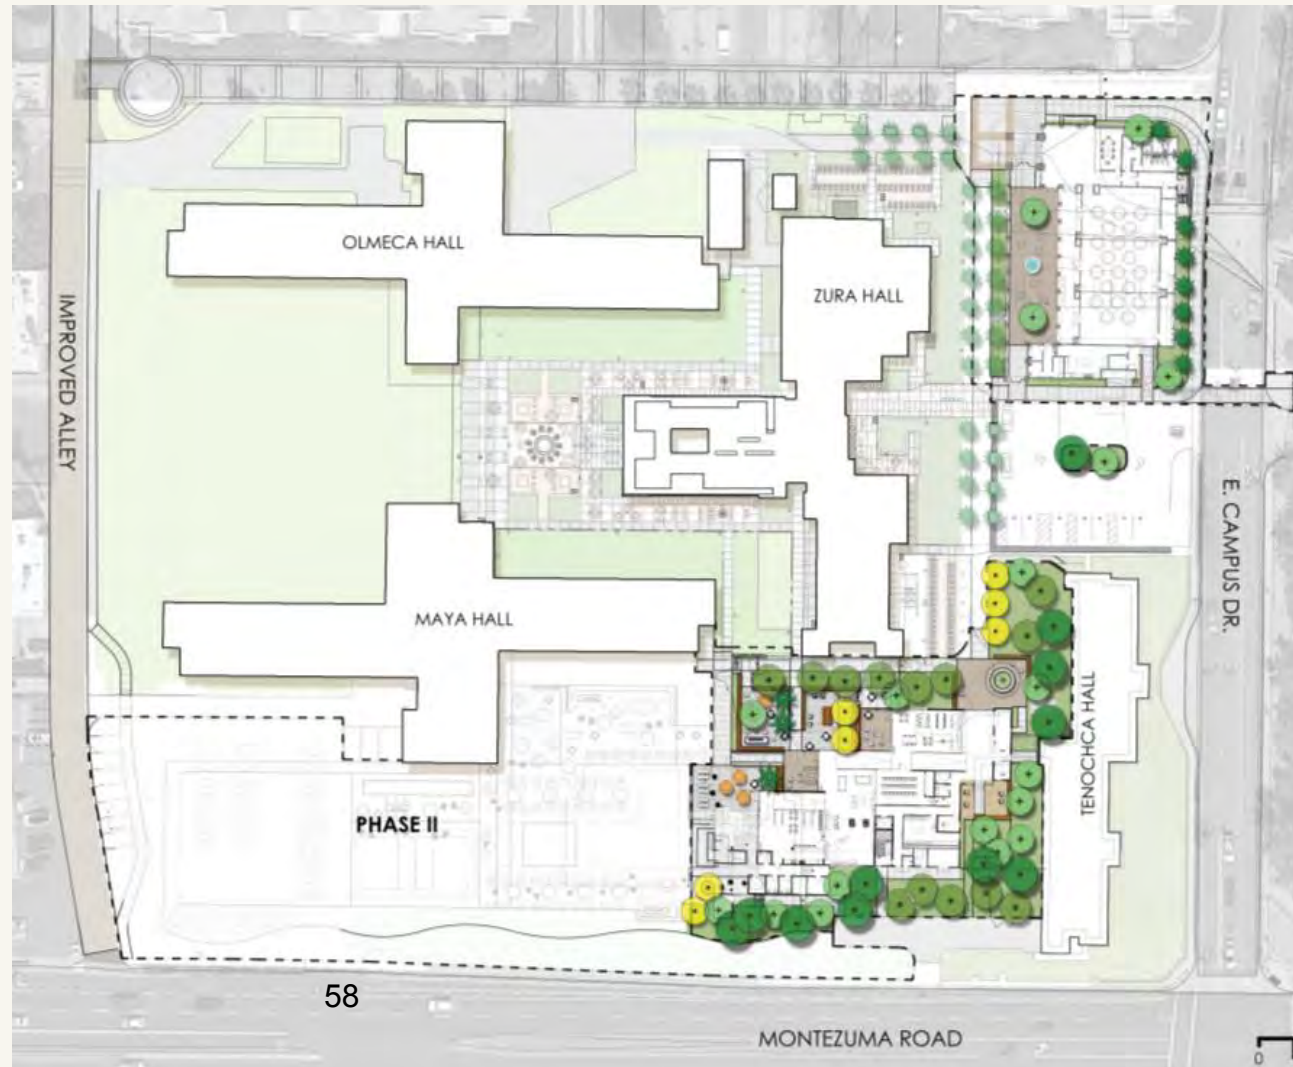 OLMECA HALL
ZURA HALL
IMPROVED ALLEY
E. CAMPUS DR.
MAYA HALL
TENOCHCA HALL
PHASE II
58
MONTEZUMA ROAD
0